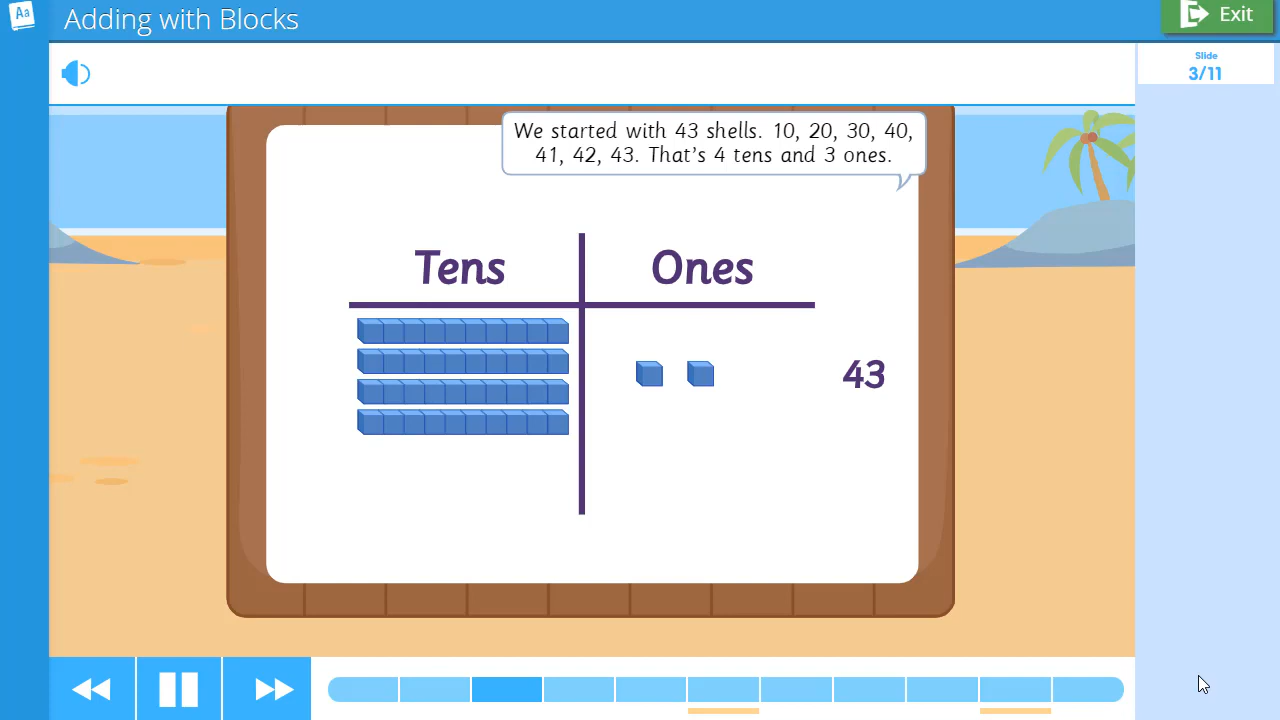 Aa
Adding with Blocks
Exit
Slide
3/11
We started with 43 shells. 10, 20, 30, 40,
41, 42, 43. That's 4 tens and 3 ones.
Tens
Ones
43